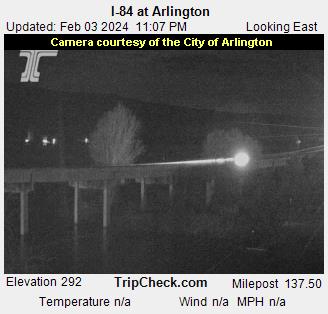 I-84 at Arlington
Updated: Feb 03 2024 11:07 PM Looking East
Camera courtesy of the City of Arlington
Elevation 292 TripCheck.com Milepost 137.50
Temperature n/a Wind n/a MPH n/a